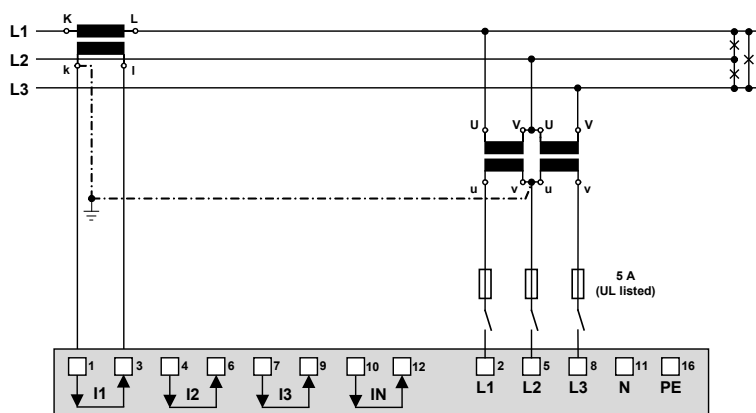 K L
L1
L2
k l
L3
U V U V
u v u v
5 A
(UL listed)
1 3 4 6 7 9 10 12 2 5 8 11 16
I1 I2 I3 IN L1 L2 L3 N PE